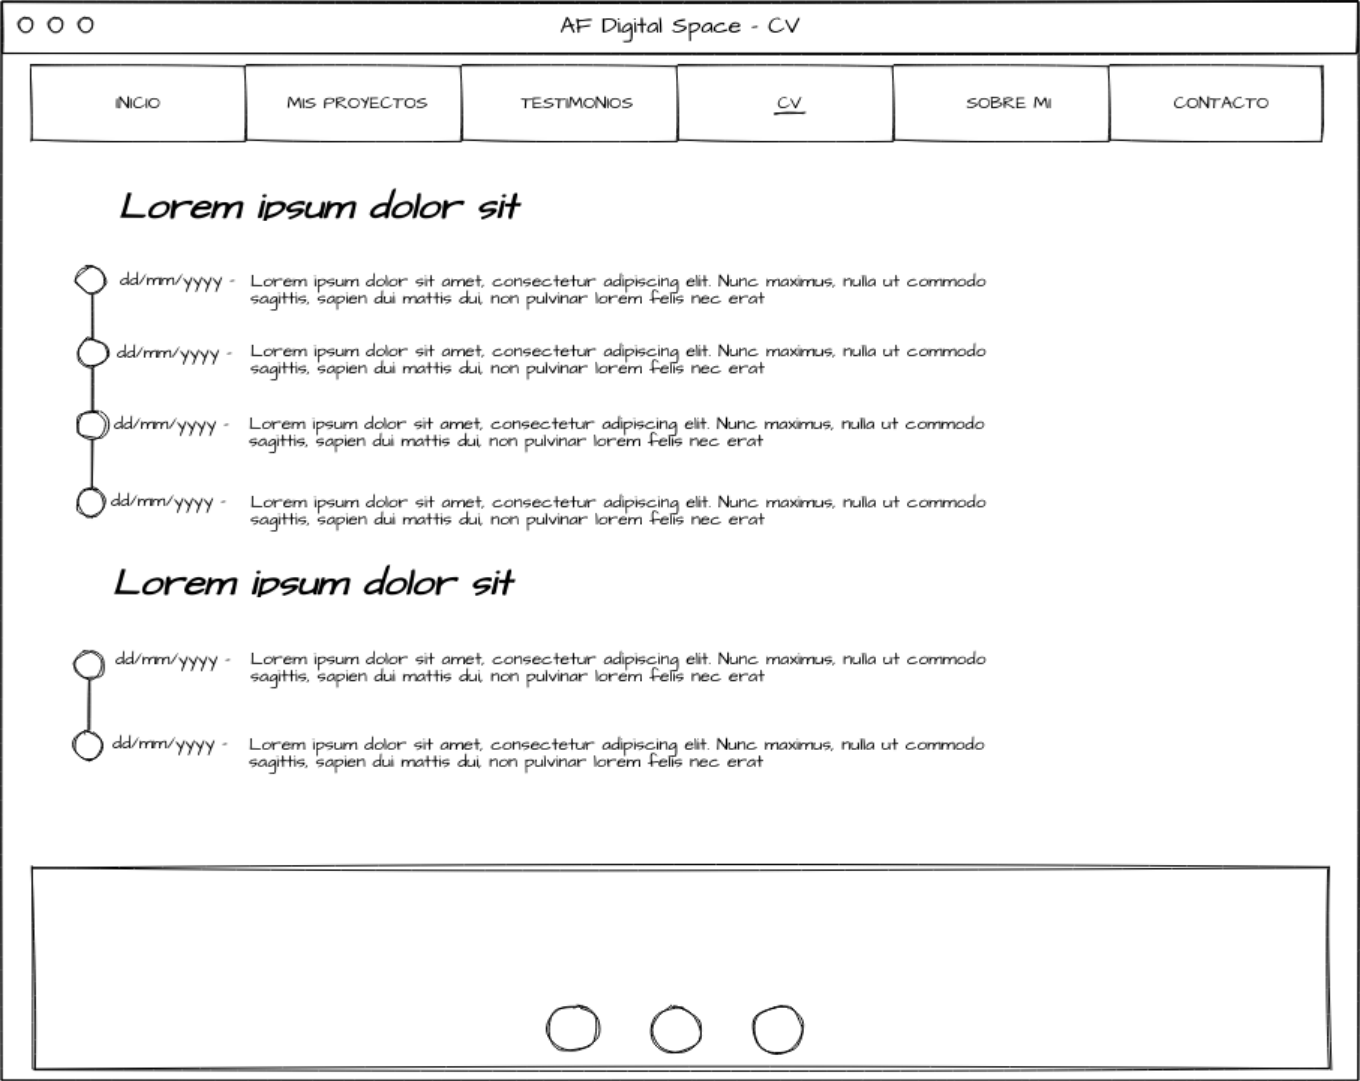 AF Digital Space - CV
INICIO MIS PROYECTOS TESTIMONIOS CV SOBRE MI CONTACTO
Lorem ipsum dolor sit
dd/mm/yyyy - Lorem ipsum dolor sit amet, consectetur adipiscing elit. Nunc maximus, nulla ut commodo
sagittis, sapien dui mattis dui, non pulvinar lorem felis nec erat
dd/mm/yyyy - Lorem ipsum dolor sit amet, consectetur adipiscing elit. Nunc maximus, nulla ut commodo
sagittis, sapien dui mattis dui, non pulvinar lorem felis nec erat
dd/mm/yyyy - Lorem ipsum dolor sit amet, consectetur adipiscing elit. Nunc maximus, nulla ut commodo
sagittis, sapien dui mattis dui, non pulvinar lorem felis nec erat
dd/mm/yyyy - Lorem ipsum dolor sit amet, consectetur adipiscing elit. Nunc maximus, nulla ut commodo
sagittis, sapien dui mattis dui, non pulvinar lorem felis nec erat
Lorem ipsum dolor sit
dd/mm/yyyy - Lorem ipsum dolor sit amet, consectetur adipiscing elit. Nunc maximus, nulla ut commodo
sagittis, sapien dui mattis dui, non pulvinar lorem felis nec erat
dd/mm/yyyy - Lorem ipsum dolor sit amet, consectetur adipiscing elit. Nunc maximus, nulla ut commodo
sagittis, sapien dui mattis dui, non pulvinar lorem felis nec erat